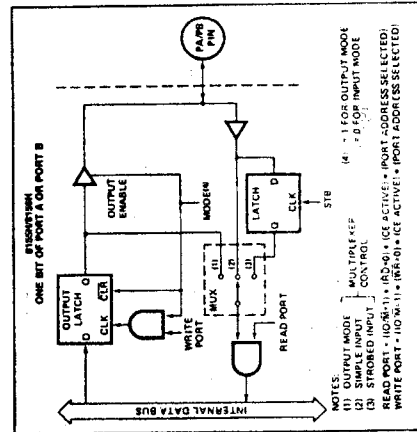 8155H/8156H
ONE BIT OF PORT A OR PORT B
PA/PB
PIN
OUTPUT
ENABLE
MODE(4)
OUTPUT
LATCH
D
Q
CLK
CLR
WRITE
PORT
MUX
(1)
(2)
(3)
LATCH
Q
D
CLK
STB
READ PORT
INTERNAL DATA BUS
NOTES:
(1) OUTPUT MODE
(2) SIMPLE INPUT
(3) STROBED INPUT
MULTIPLEXER
CONTROL
(4) = 1 FOR OUTPUT MODE
= 0 FOR INPUT MODE
READ PORT = (IO/M=1) • (RD=0) • (CE ACTIVE) • (PORT ADDRESS SELECTED)
WRITE PORT = (IO/M=1) • (WR=0) • (CE ACTIVE) • (PORT ADDRESS SELECTED)